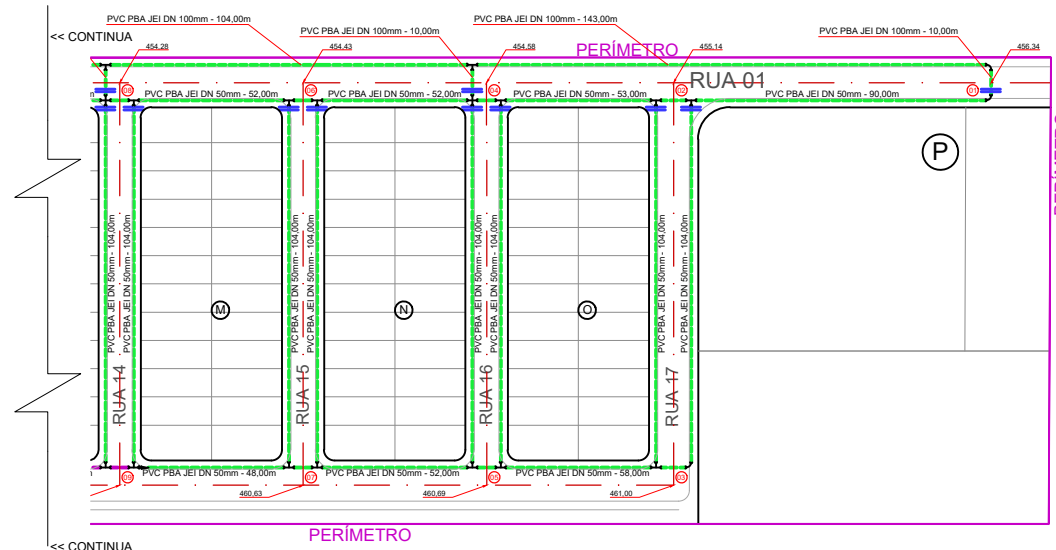 PVC PBA JEI DN 100mm - 104,00m
PVC PBA JEI DN 100mm - 143,00m
PVC PBA JEI DN 100mm - 10,00m
PVC PBA JEI DN 100mm - 10,00m
<< CONTINUA
454.28
454.43
454.58
PERÍMETRO
455.14
456.34
RUA 01
08
06
04
02
01
PVC PBA JEI DN 50mm - 52,00m
PVC PBA JEI DN 50mm - 52,00m
PVC PBA JEI DN 50mm - 53,00m
PVC PBA JEI DN 50mm - 90,00m
P
PVC PBA JEI DN 50mm - 104,00m
PVC PBA JEI DN 50mm - 104,00m
PVC PBA JEI DN 50mm - 104,00m
PVC PBA JEI DN 50mm - 104,00m
PVC PBA JEI DN 50mm - 104,00m
PVC PBA JEI DN 50mm - 104,00m
PVC PBA JEI DN 50mm - 104,00m
PVC PBA JEI DN 50mm - 104,00m
M
N
O
RUA 14
RUA 15
RUA 16
RUA 17
PVC PBA JEI DN 50mm - 48,00m
PVC PBA JEI DN 50mm - 52,00m
PVC PBA JEI DN 50mm - 58,00m
09
07
05
03
460,63
460,69
461,00
PERÍMETRO
<< CONTINUA